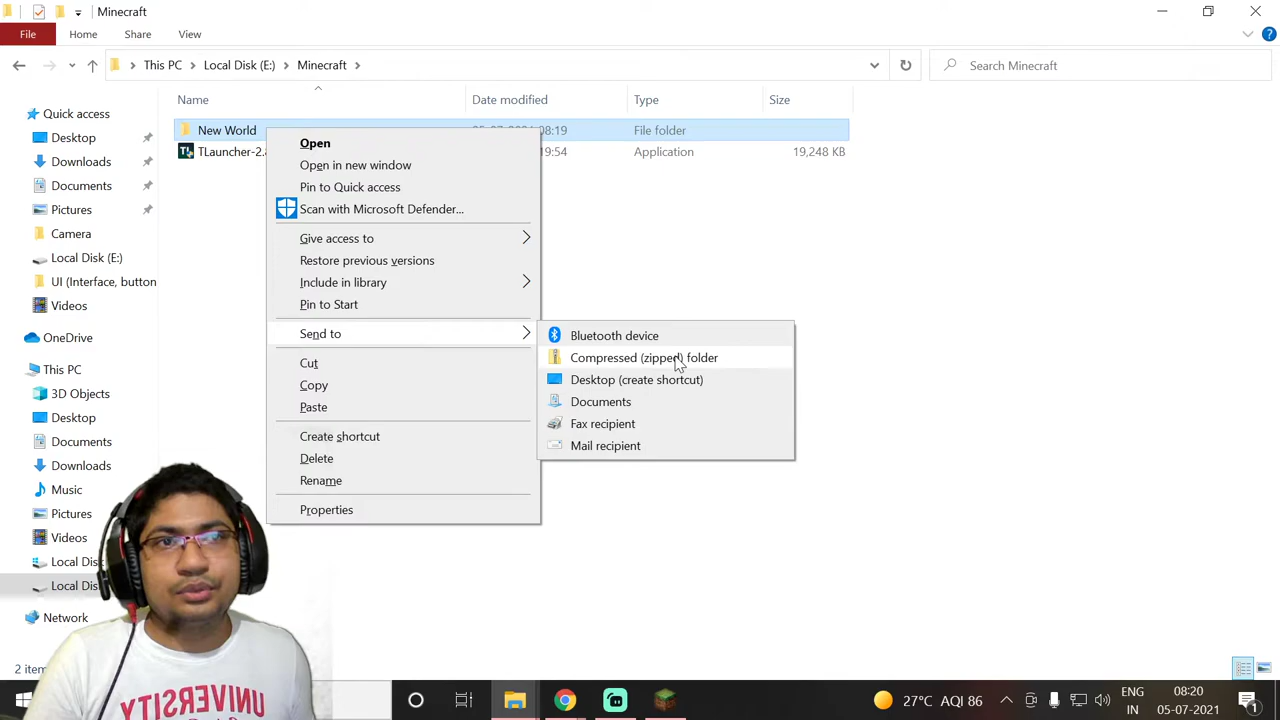 Minecraft
File Home Share View
This PC Local Disk (E:) Minecraft
Search Minecraft
Name Date modified Type Size
New World 08:19 File folder
TLauncher-2. 19:54 Application 19,248 KB
Quick access
Desktop
Downloads
Documents
Pictures
Camera
Local Disk (E:)
UI (Interface, button
Videos
OneDrive
This PC
3D Objects
Desktop
Documents
Downloads
Music
Pictures
Videos
Local Disk
Local Dis
Network
2 item
Open
Open in new window
Pin to Quick access
Scan with Microsoft Defender...
Give access to
Restore previous versions
Include in library
Pin to Start
Send to
Cut
Copy
Paste
Create shortcut
Delete
Rename
Properties
Bluetooth device
Compressed (zipped) folder
Desktop (create shortcut)
Documents
Fax recipient
Mail recipient
UNIVERSITY
27°C AQI 86
ENG
IN
08:20
05-07-2021
1